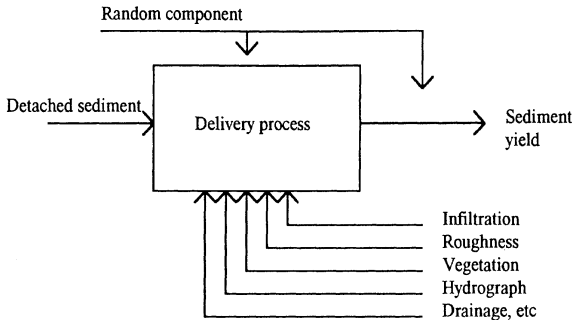 Random component
Detached sediment
Delivery process
Sediment
yield
Infiltration
Roughness
Vegetation
Hydrograph
Drainage, etc